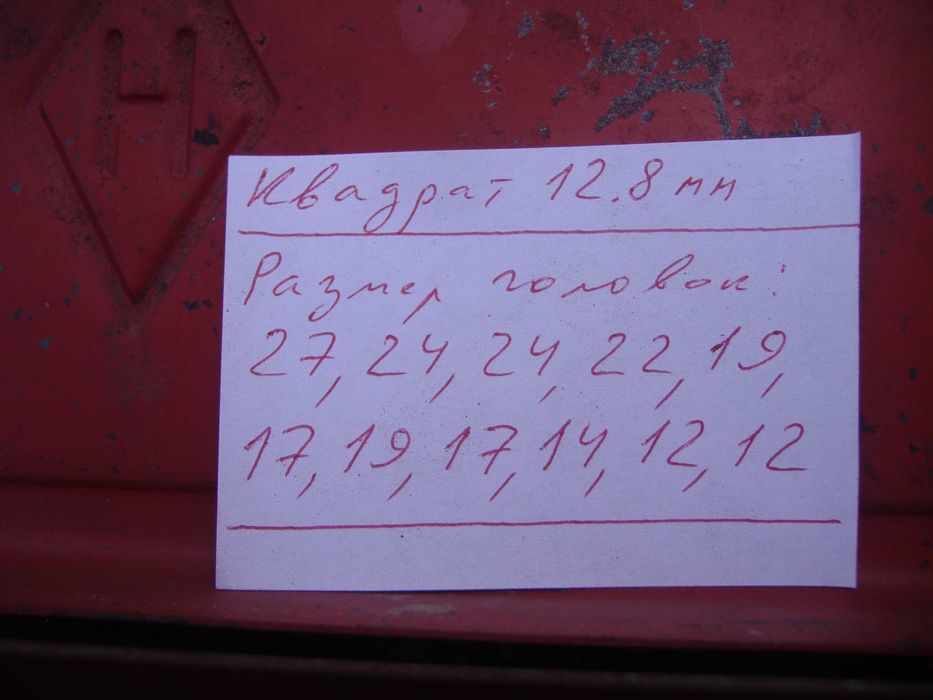 Н
Квадрат 12.8 мм
Размер головок:
27, 24, 24, 22, 19,
17, 19, 17, 14, 12, 12